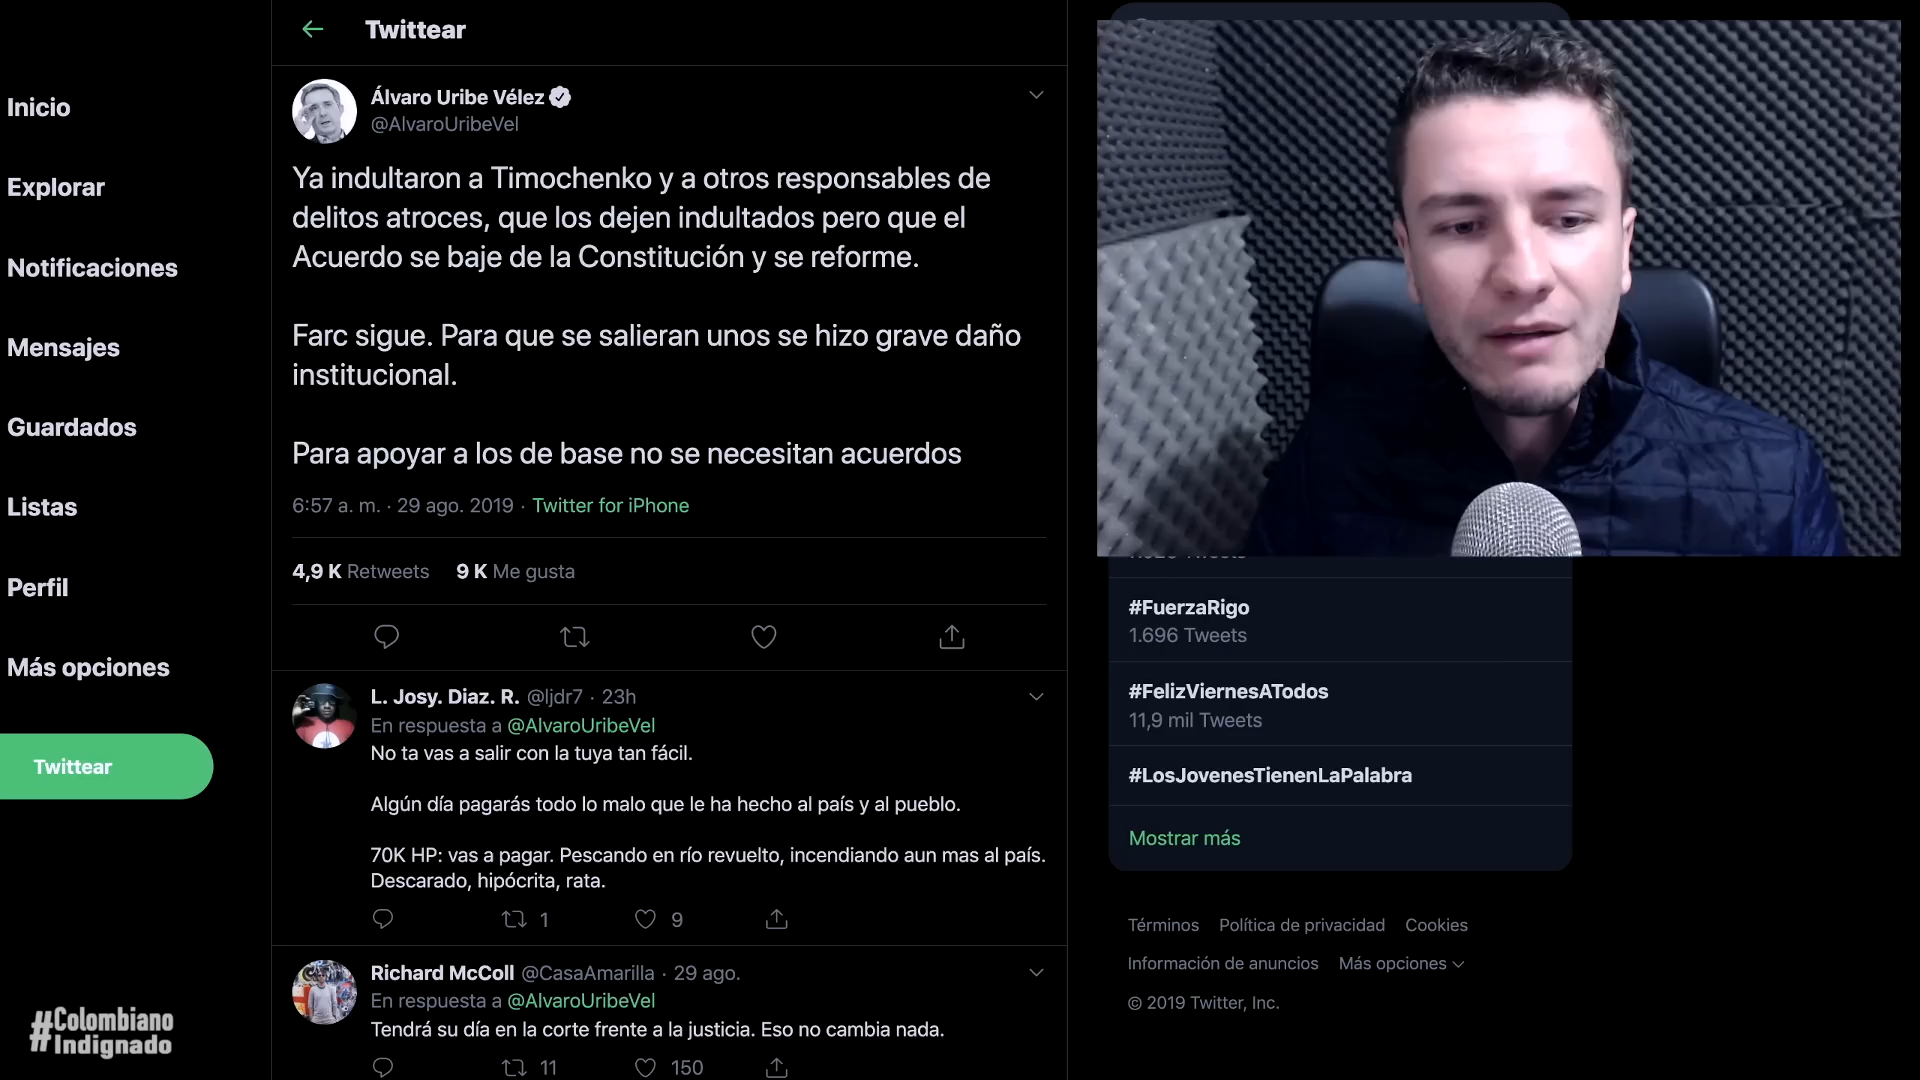 Twittear
Inicio
Explorar
Notificaciones
Mensajes
Guardados
Listas
Perfil
Más opciones
Twittear
#Colombiano
Indignado
Álvaro Uribe Vélez
@AlvaroUribeVel
Ya indultaron a Timochenko y a otros responsables de
delitos atroces, que los dejen indultados pero que el
Acuerdo se baje de la Constitución y se reforme.
Farc sigue. Para que se salieran unos se hizo grave daño
institucional.
Para apoyar a los de base no se necesitan acuerdos
6:57 a. m. · 29 ago. 2019 · Twitter for iPhone
4,9 K Retweets 9 K Me gusta
L. Josy. Diaz. R. @ljdr7 · 23h
En respuesta a @AlvaroUribeVel
No ta vas a salir con la tuya tan fácil.
Algún día pagarás todo lo malo que le ha hecho al país y al pueblo.
70K HP: vas a pagar. Pescando en río revuelto, incendiando aun mas al país.
Descarado, hipócrita, rata.
1 9
Richard McColl @CasaAmarilla · 29 ago.
En respuesta a @AlvaroUribeVel
Tendrá su día en la corte frente a la justicia. Eso no cambia nada.
11 150
#FuerzaRigo
1.696 Tweets
#FelizViernesATodos
11,9 mil Tweets
#LosJovenesTienenLaPalabra
Mostrar más
Términos Política de privacidad Cookies
Información de anuncios Más opciones
© 2019 Twitter, Inc.